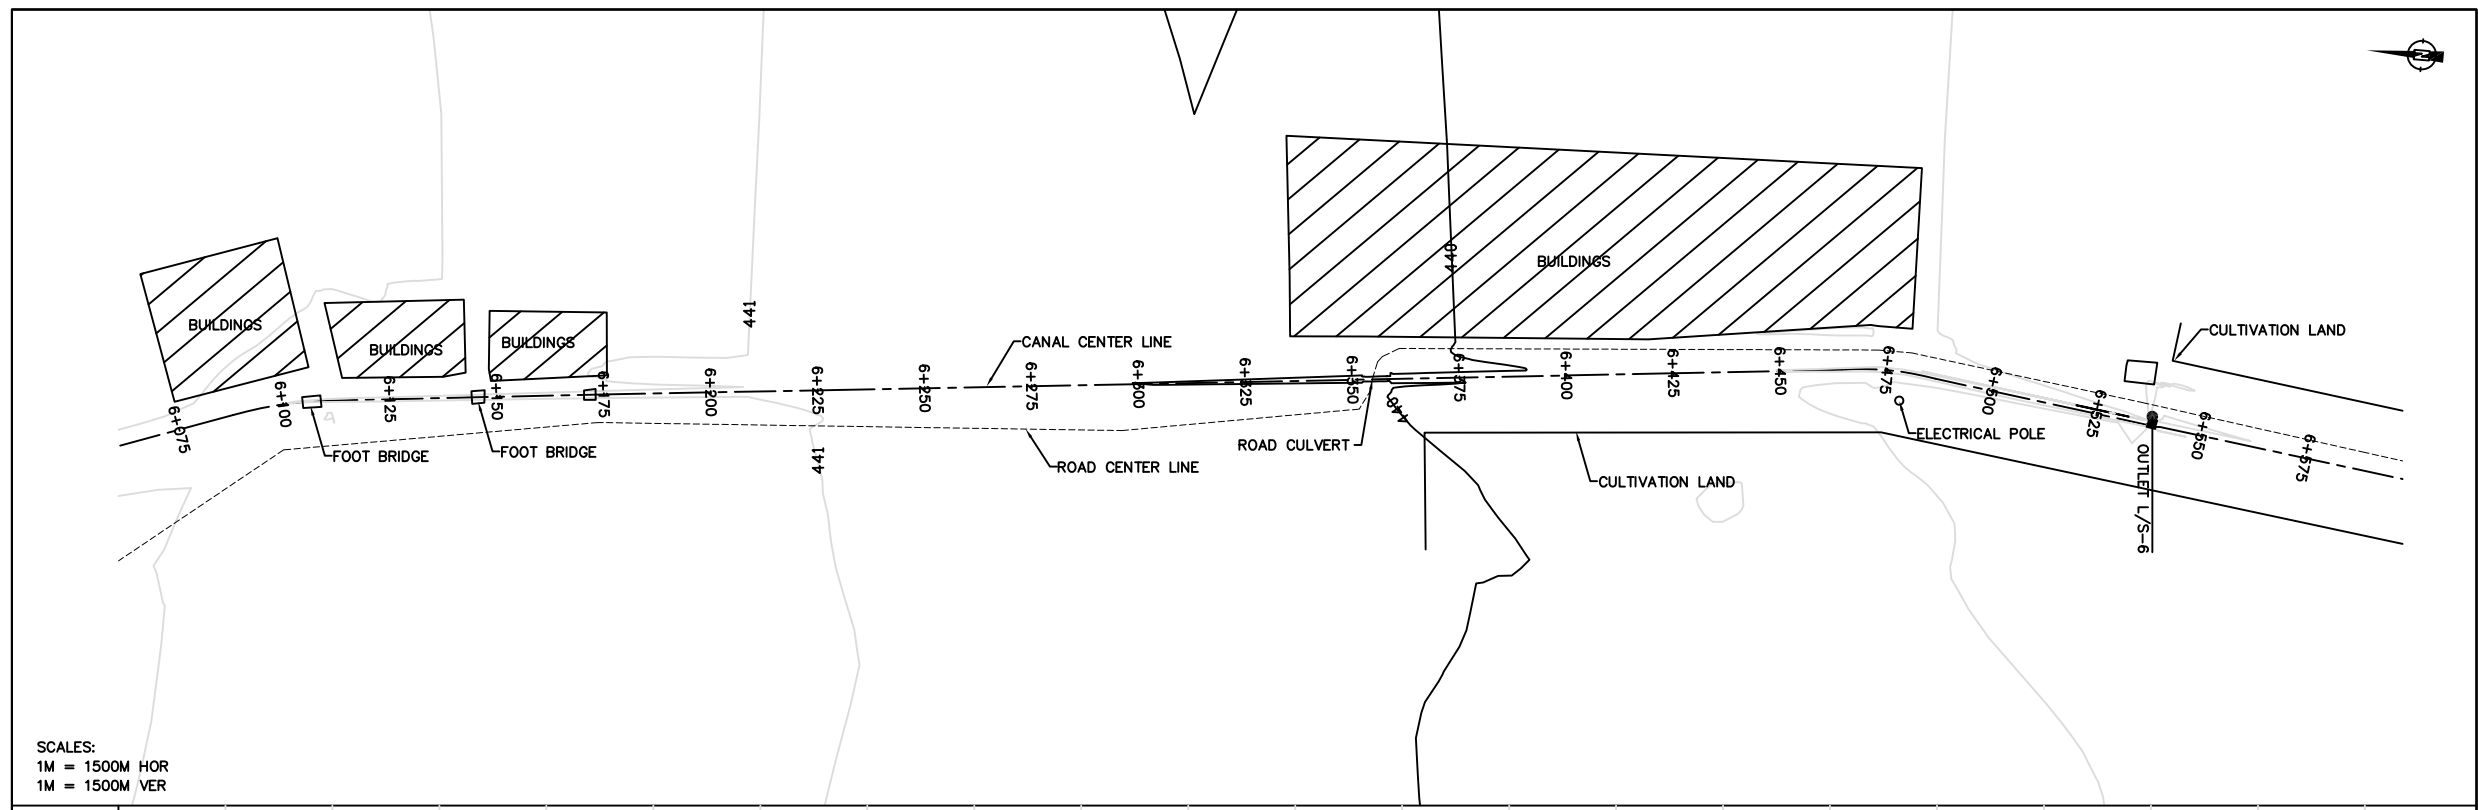 BUILDINGS
BUILDINGS
BUILDINGS
BUILDINGS
441
441
440
440
CANAL CENTER LINE
CULTIVATION LAND
6+075
6+100
6+125
6+150
6+175
6+200
6+225
6+250
6+275
6+300
6+325
6+350
6+375
6+400
6+425
6+450
6+475
6+500
6+525
6+550
6+575
FOOT BRIDGE
FOOT BRIDGE
ROAD CENTER LINE
ROAD CULVERT
CULTIVATION LAND
ELECTRICAL POLE
OUTLET L/S-6
SCALES:
1M = 1500M HOR
1M = 1500M VER